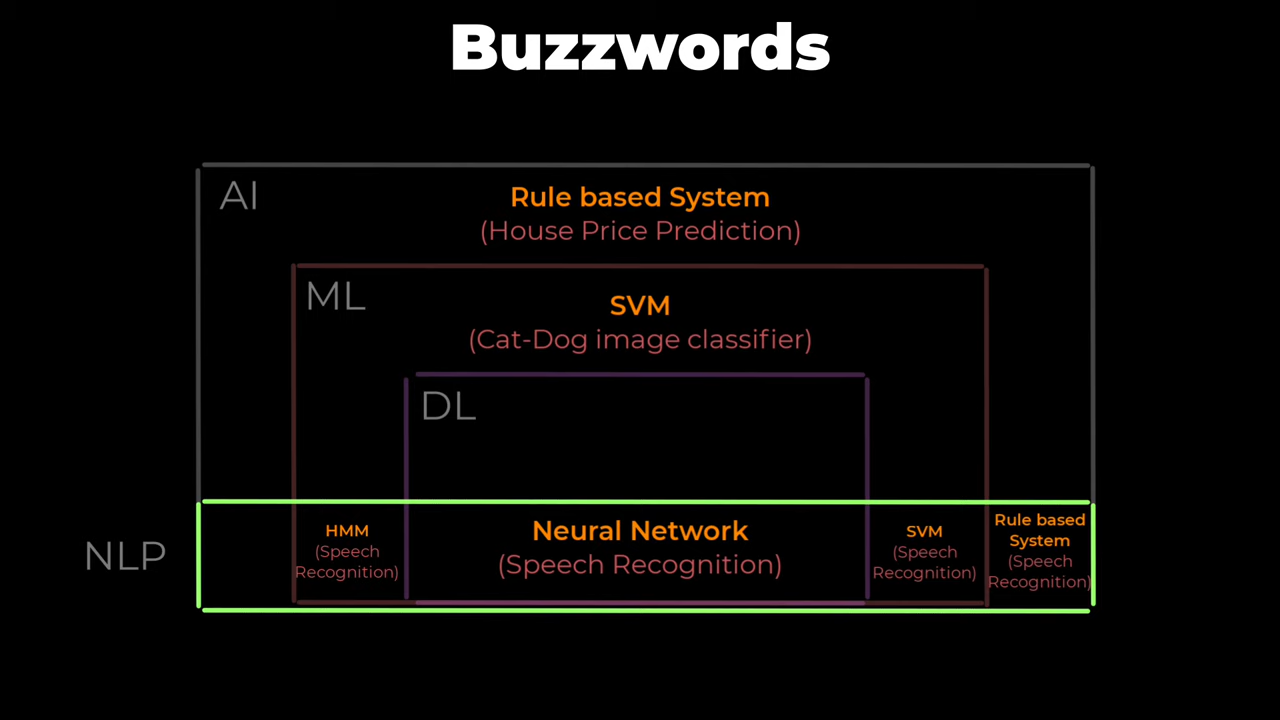 Buzzwords
AI
Rule based System
(House Price Prediction)
ML
SVM
(Cat-Dog image classifier)
DL
NLP
HMM
(Speech
Recognition)
Neural Network
(Speech Recognition)
SVM
(Speech
Recognition)
Rule based
System
(Speech
Recognition)